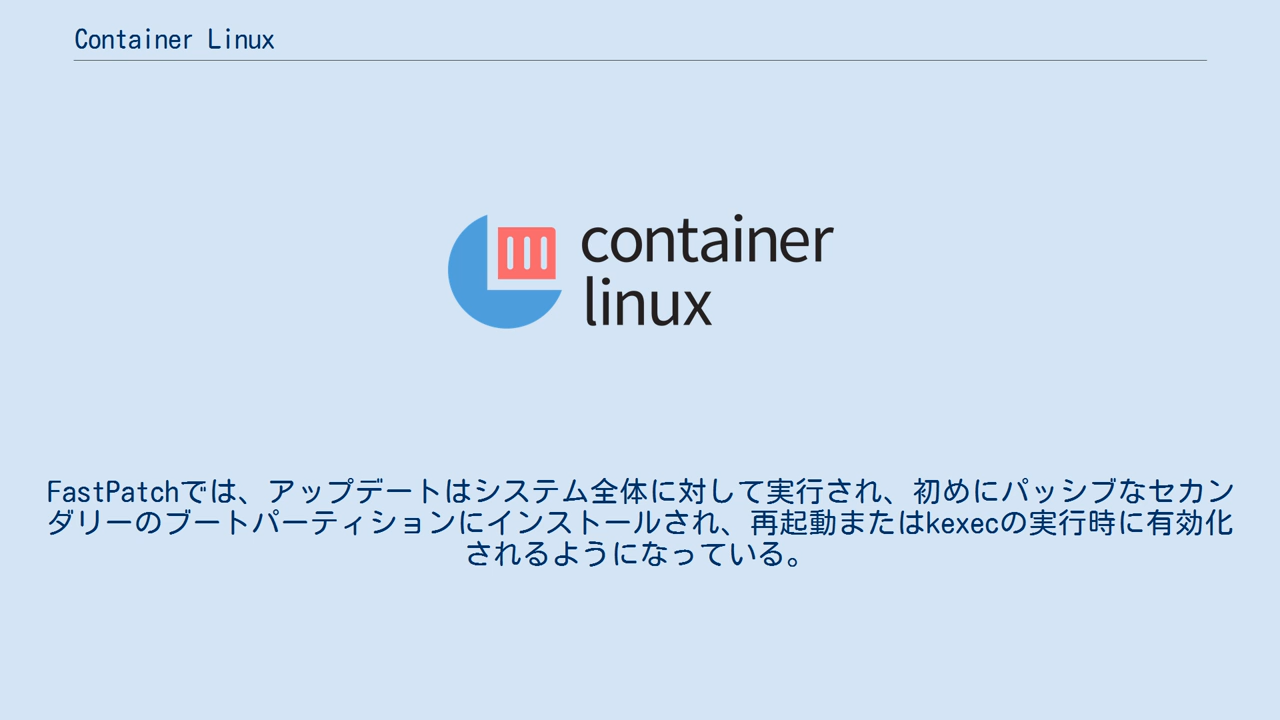 Container Linux
container
linux
FastPatchでは、アップデートはシステム全体に対して実行され、初めにパッシブなセカン
ダリーのブートパーティションにインストールされ、再起動またはkexecの実行時に有効化
されるようになっている。